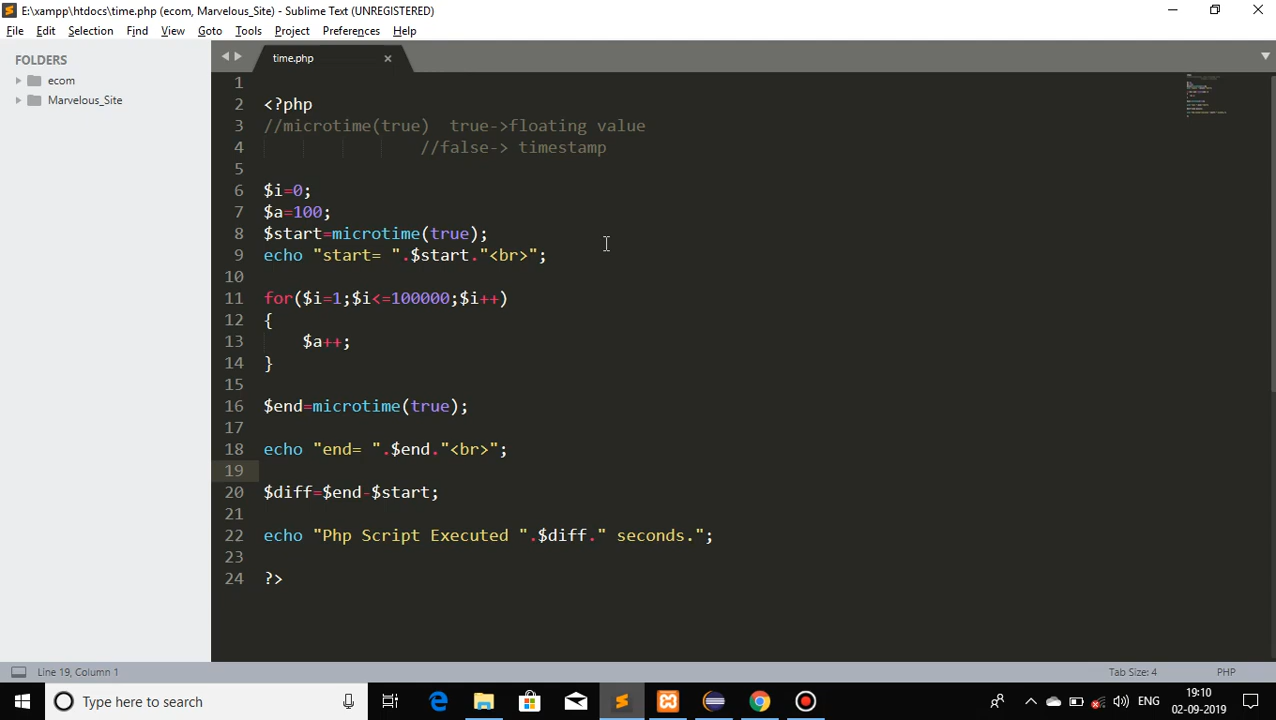 E:\xampp\htdocs\time.php (ecom, Marvelous_Site) - Sublime Text (UNREGISTERED)
File Edit Selection Find View Goto Tools Project Preferences Help
FOLDERS
ecom
Marvelous_Site
time.php
1
2 <?php
3 //microtime(true)  true->floating value
4 //false-> timestamp
5
6 $i=0;
7 $a=100;
8 $start=microtime(true);
9 echo "start= ".$start."<br>";
10
11 for($i=1;$i<=100000;$i++)
12 {
13     $a++;
14 }
15
16 $end=microtime(true);
17
18 echo "end= ".$end."<br>";
19
20 $diff=$end-$start;
21
22 echo "Php Script Executed ".$diff." seconds.";
23
24 ?>
Line 19, Column 1
Tab Size: 4
PHP
Type here to search
ENG
19:10
02-09-2019